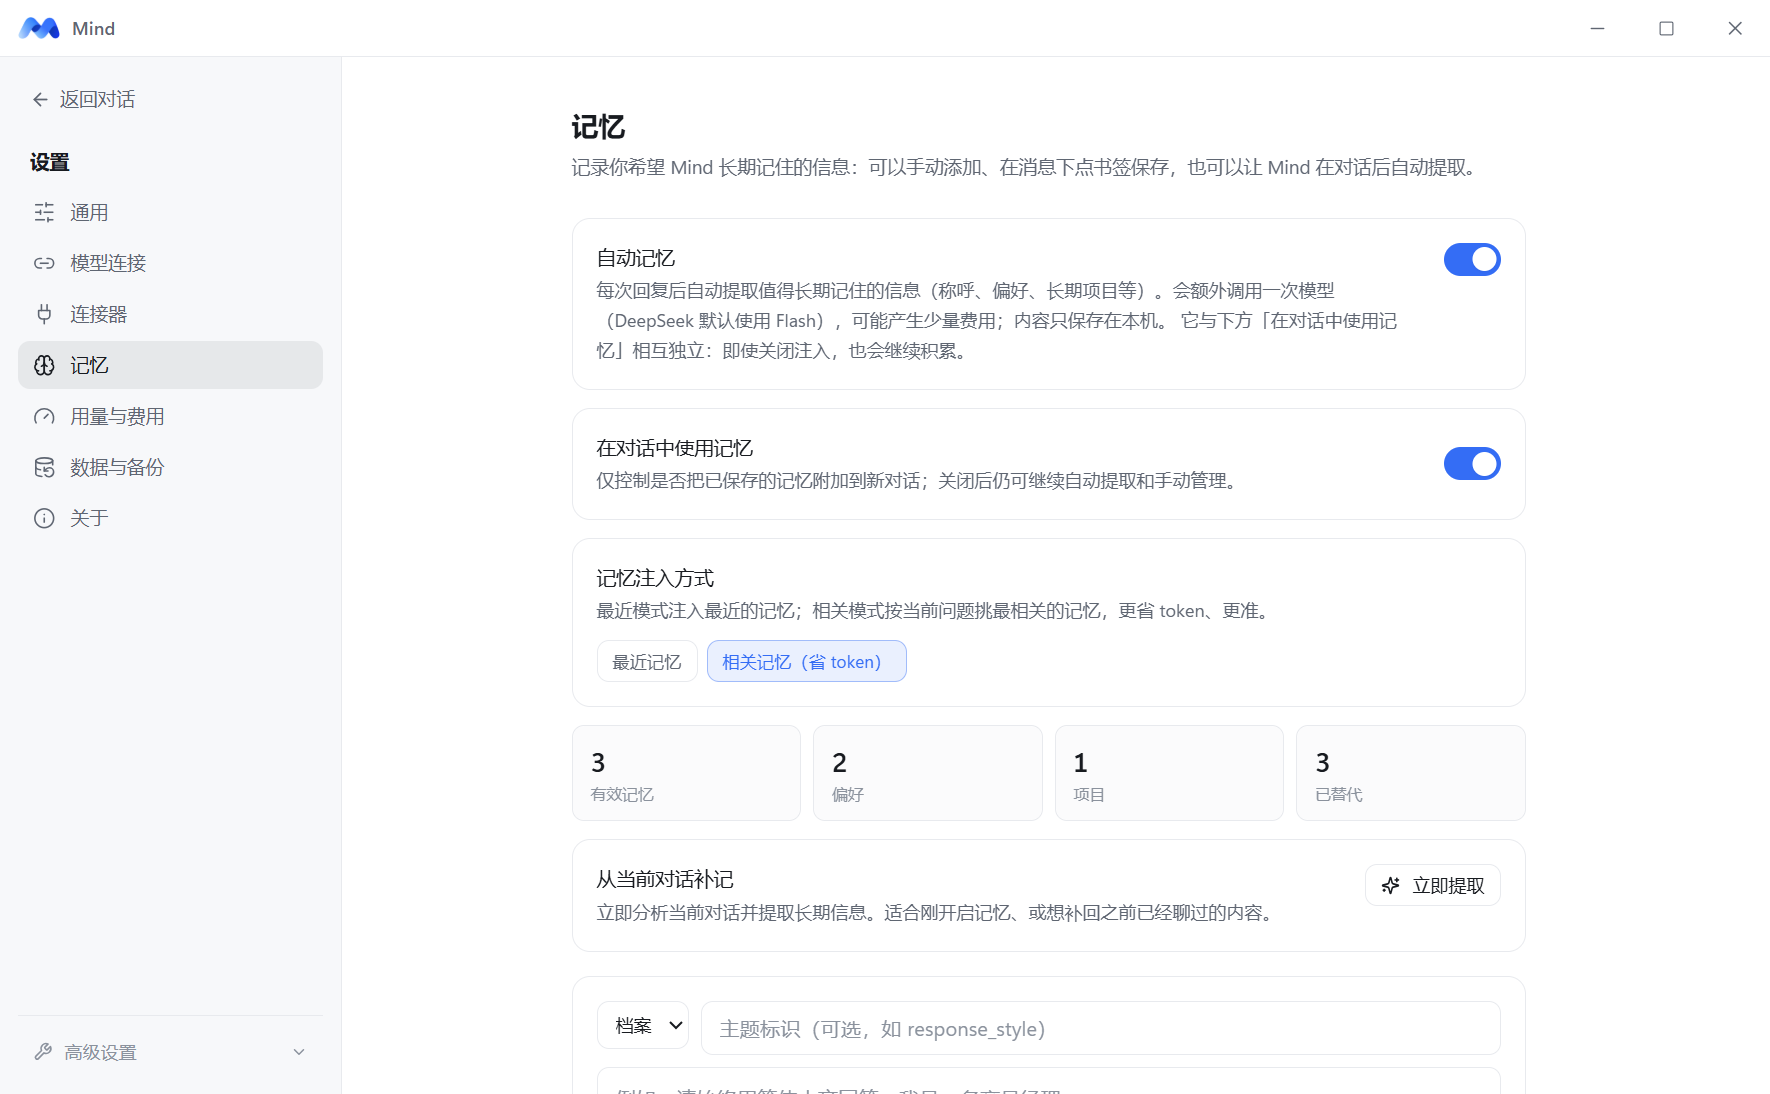 Mind
返回对话
设置
通用
模型连接
连接器
记忆
用量与费用
数据与备份
关于
高级设置
记忆
记录你希望 Mind 长期记住的信息：可以手动添加、在消息下点书签保存，也可以让 Mind 在对话后自动提取。
自动记忆
每次回复后自动提取值得长期记住的信息（称呼、偏好、长期项目等）。会额外调用一次模型
（DeepSeek 默认使用 Flash），可能产生少量费用；内容只保存在本机。 它与下方「在对话中使用记
忆」相互独立：即使关闭注入，也会继续积累。
在对话中使用记忆
仅控制是否把已保存的记忆附加到新对话；关闭后仍可继续自动提取和手动管理。
记忆注入方式
最近模式注入最近的记忆；相关模式按当前问题挑最相关的记忆，更省 token、更准。
最近记忆
相关记忆（省 token）
3
有效记忆
2
偏好
1
项目
3
已替代
从当前对话补记
立即分析当前对话并提取长期信息。适合刚开启记忆、或想补回之前已经聊过的内容。
立即提取
档案
主题标识（可选，如 response_style）